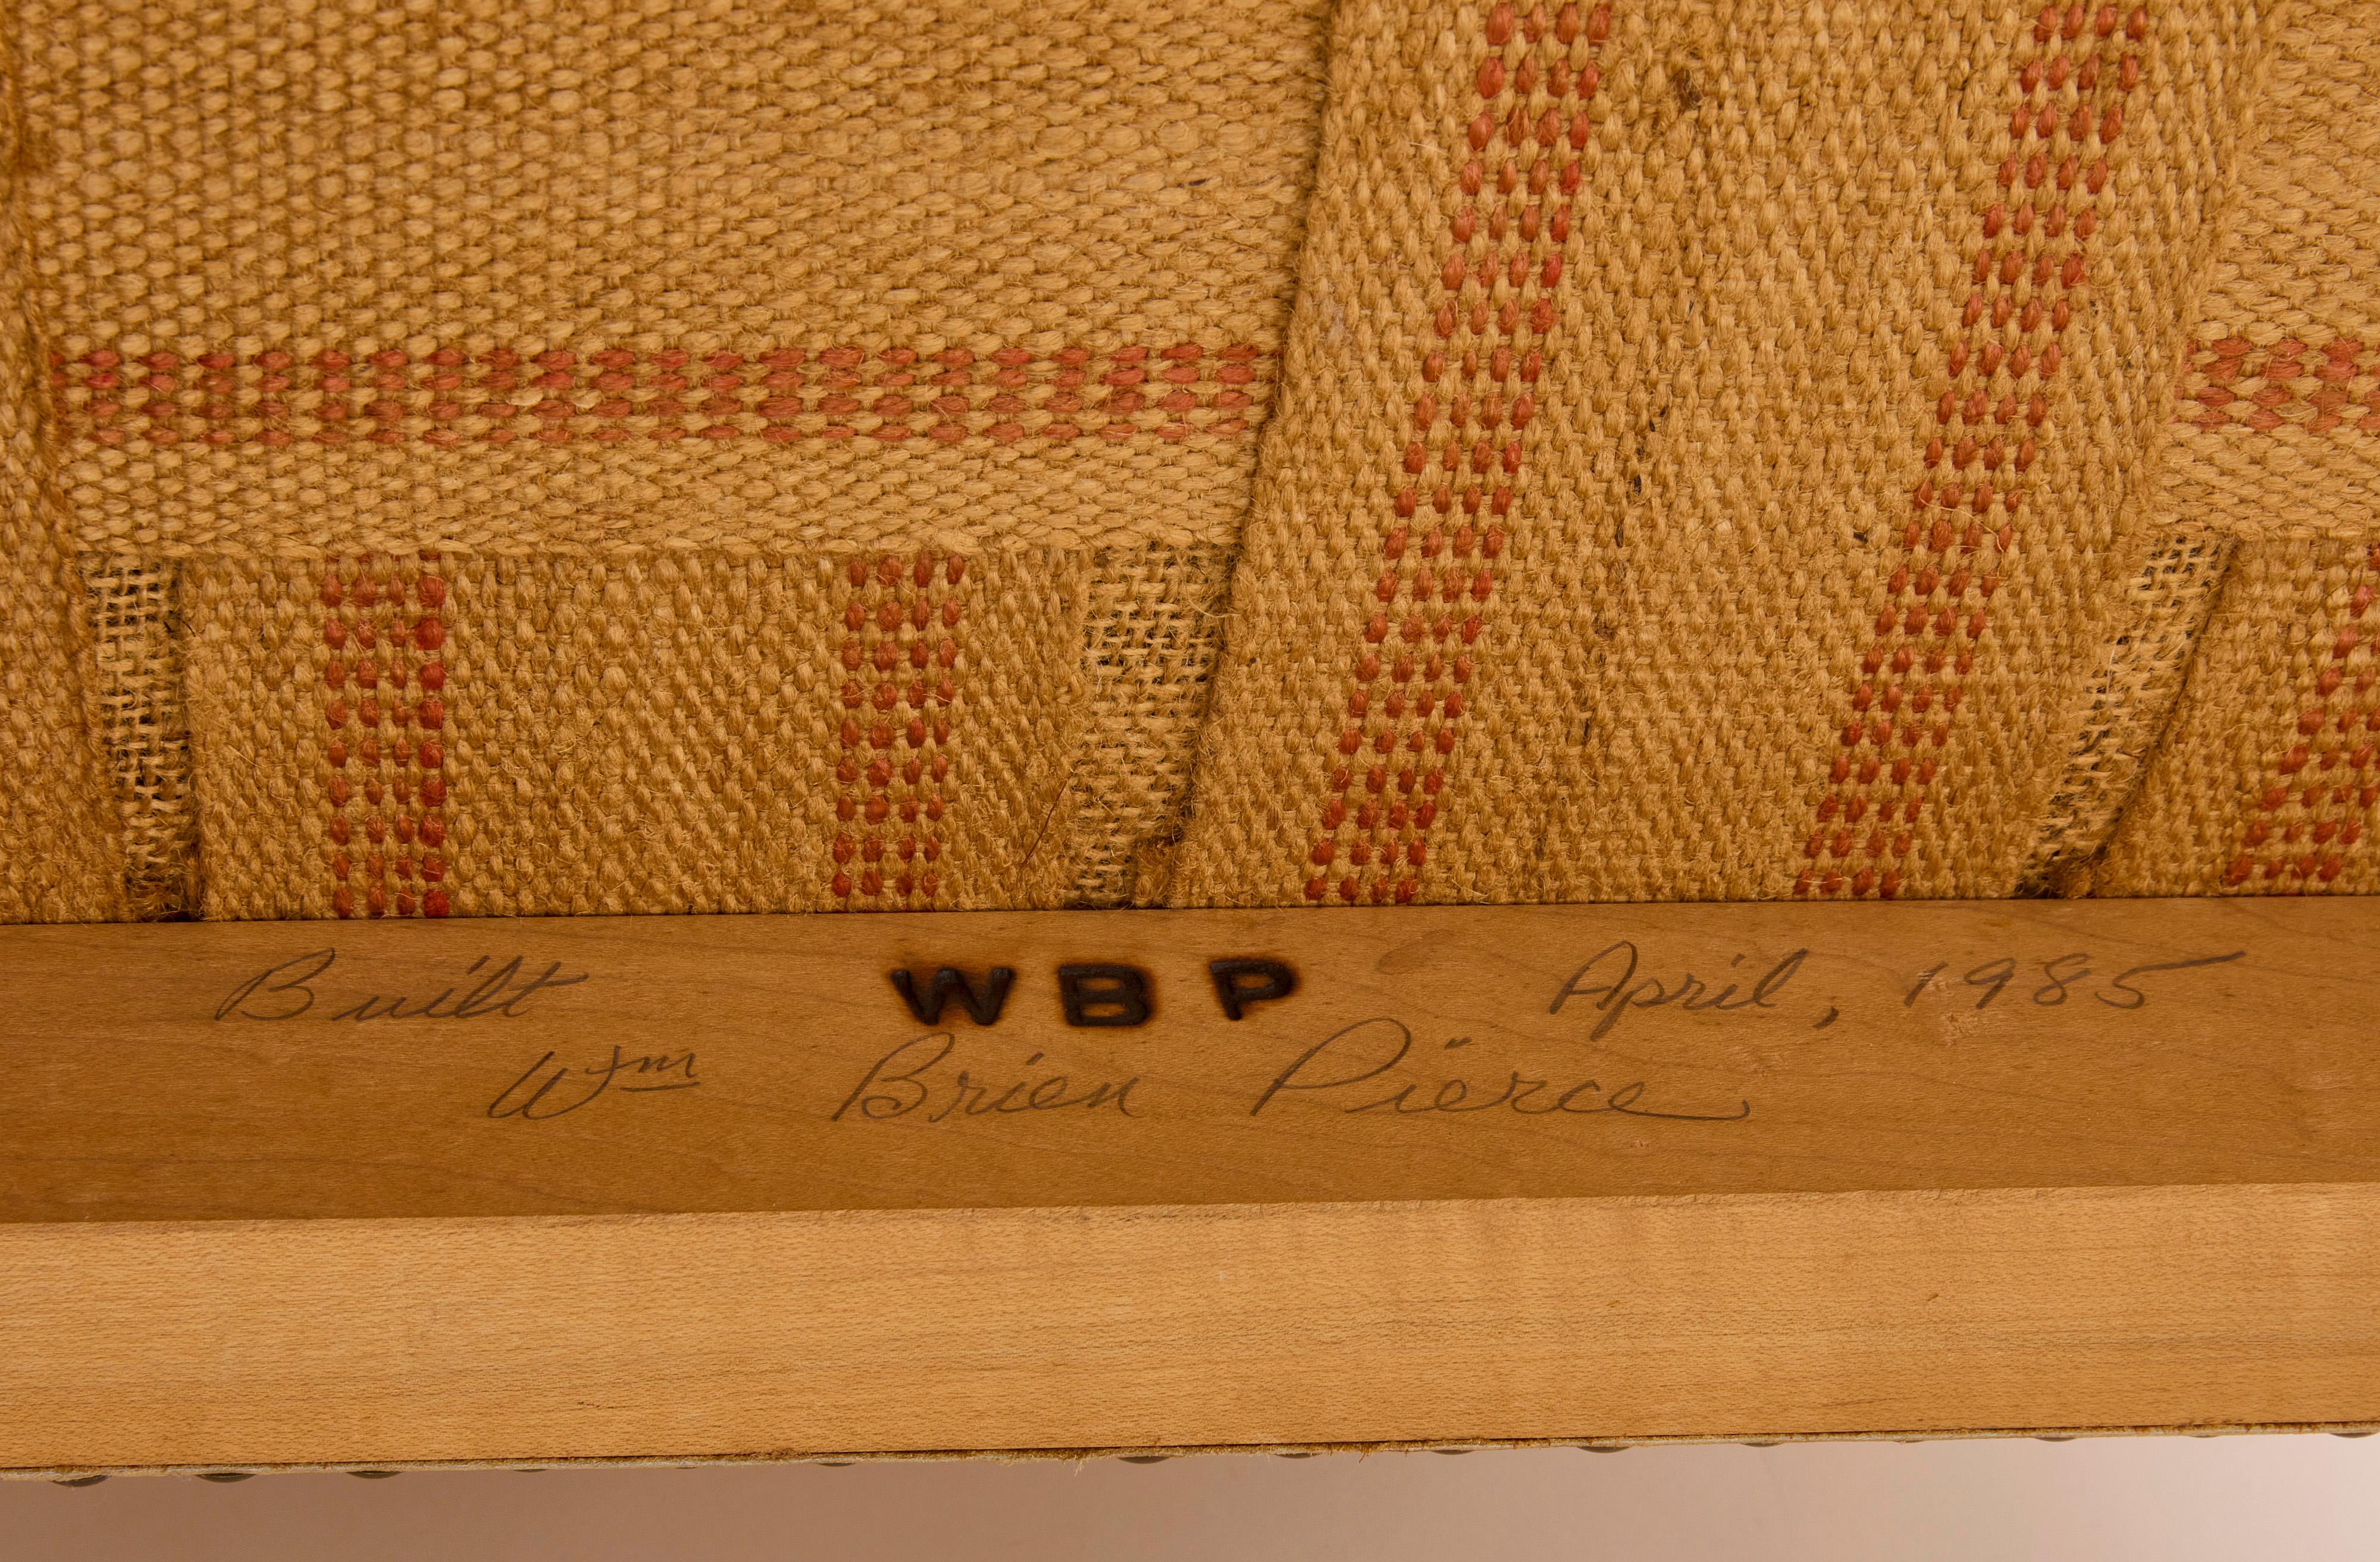 Built WBP April, 1985
Wm Brien Pierce